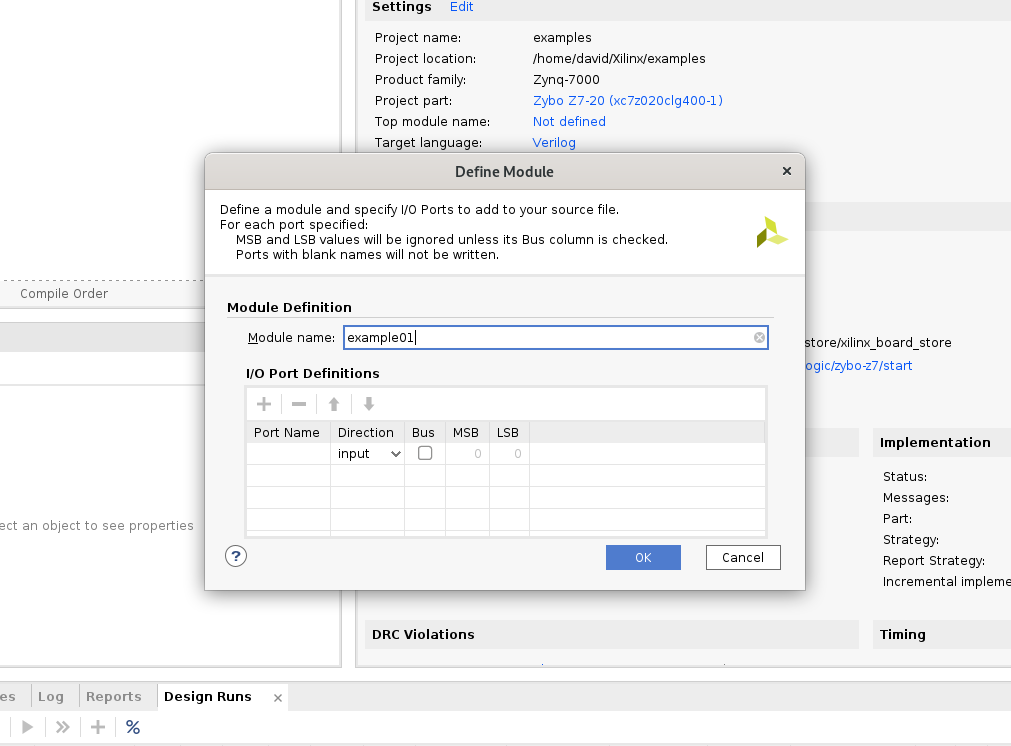 Settings Edit
Project name: examples
Project location: /home/david/Xilinx/examples
Product family: Zynq-7000
Project part: Zybo Z7-20 (xc7z020clg400-1)
Top module name: Not defined
Target language: Verilog
Define Module
Define a module and specify I/O Ports to add to your source file.
For each port specified:
MSB and LSB values will be ignored unless its Bus column is checked.
Ports with blank names will not be written.
Compile Order
Module Definition
Module name: example01
store/xilinx_board_store
ogic/zybo-z7/start
I/O Port Definitions
Port Name Direction Bus MSB LSB
input 0 0
Implementation
Status:
Messages:
Part:
Strategy:
Report Strategy:
Incremental impleme
ect an object to see properties
? OK Cancel
DRC Violations
Timing
es Log Reports Design Runs
%